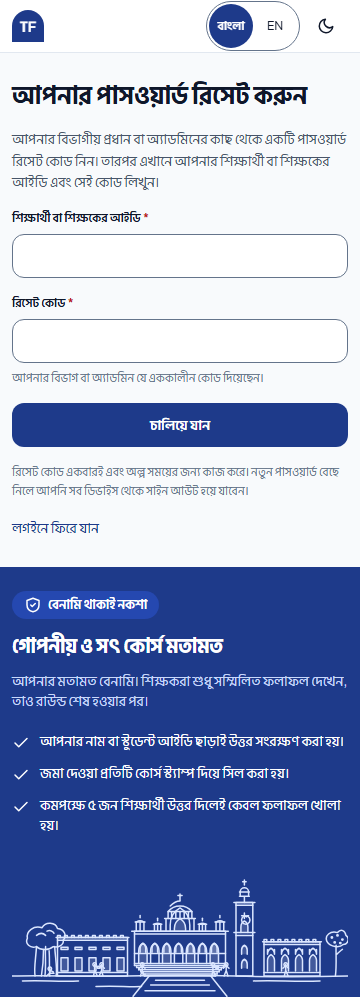 TF
বাংলা
EN
আপনার পাসওয়ার্ড রিসেট করুন
আপনার বিভাগীয় প্রধান বা অ্যাডমিনের কাছ থেকে একটি পাসওয়ার্ড
রিসেট কোড নিন। তারপর এখানে আপনার শিক্ষার্থী বা শিক্ষকের
আইডি এবং সেই কোড লিখুন।
শিক্ষার্থী বা শিক্ষকের আইডি *
রিসেট কোড *
আপনার বিভাগ বা অ্যাডমিন যে এককালীন কোড দিয়েছেন।
চালিয়ে যান
রিসেট কোড একবারই এবং অল্প সময়ের জন্য কাজ করে। নতুন পাসওয়ার্ড বেছে
নিলে আপনি সব ডিভাইস থেকে সাইন আউট হয়ে যাবেন।
লগইনে ফিরে যান
বেনামি থাকাই নকশা
গোপনীয় ও সৎ কোর্স মতামত
আপনার মতামত বেনামি। শিক্ষকরা শুধু সম্মিলিত ফলাফল দেখেন,
তাও রাউন্ড শেষ হওয়ার পর।
আপনার নাম বা স্টুডেন্ট আইডি ছাড়াই উত্তর সংরক্ষণ করা হয়।
জমা দেওয়া প্রতিটি কোর্স স্ট্যাম্প দিয়ে সিল করা হয়।
কমপক্ষে ৫ জন শিক্ষার্থী উত্তর দিলেই কেবল ফলাফল খোলা
হয়।